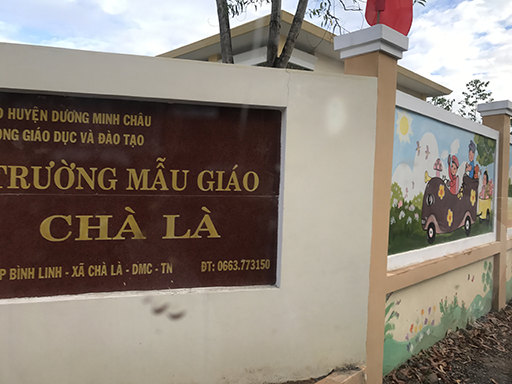 HUYỆN DƯƠNG MINH CHÂU
GIÁO DỤC VÀ ĐÀO TẠO
TRƯỜNG MẪU GIÁO
CHÀ LÀ
BÌNH LINH - XÃ CHÀ LÀ - DMC - TN ĐT: 0663.773150